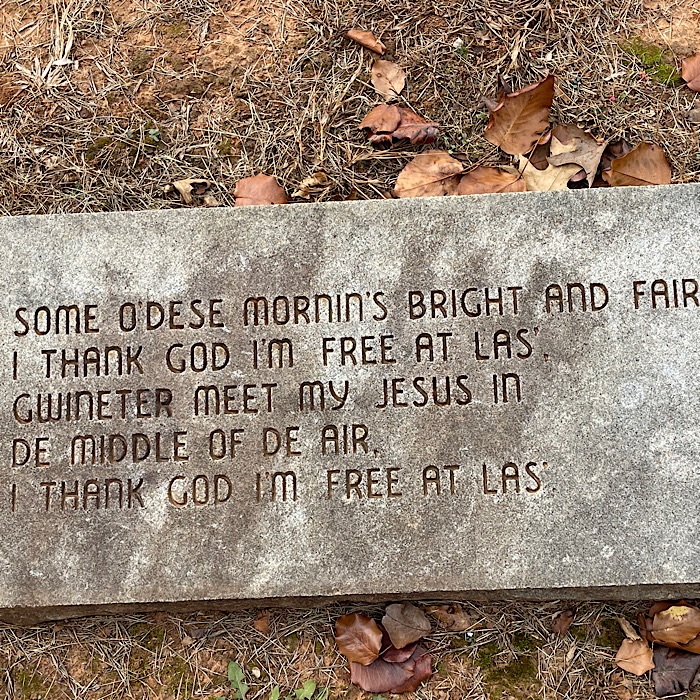 SOME O'DESE MORNIN'S BRIGHT AND FAIR
I THANK GOD I'M FREE AT LAS',
GWINETER MEET MY JESUS IN
DE MIDDLE OF DE AIR,
I THANK GOD I'M FREE AT LAS'.